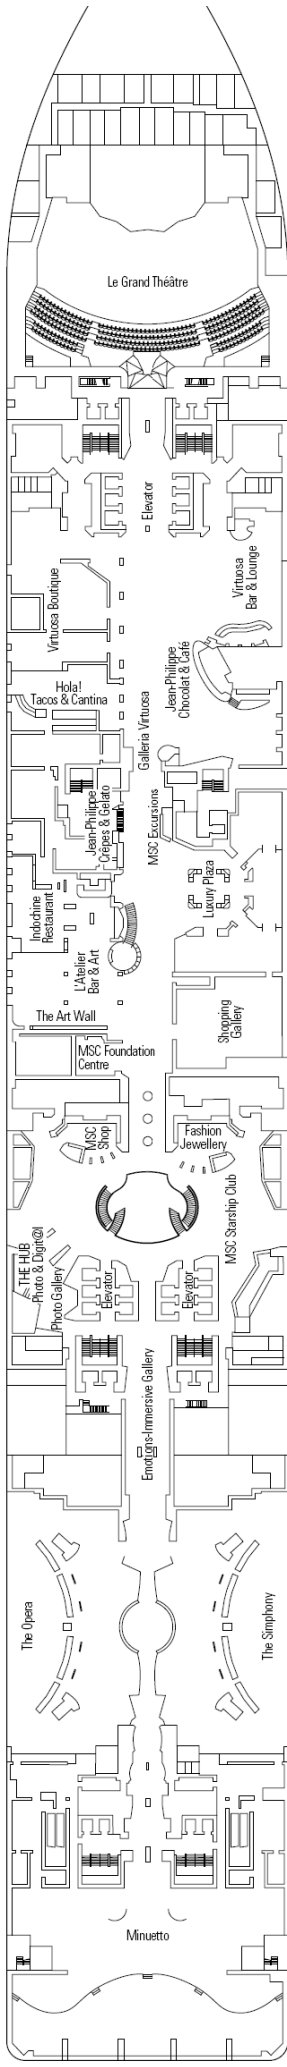 Le Grand Théâtre
Elevator
Virtuosa
Bar & Lounge
Virtuosa Boutique
Jean-Philippe
Chocolat & Café
Hola!
Tacos & Cantina
Galleria Virtuosa
Jean-Philippe
Crêpes & Gelato
MSC Excursions
Luxury Plaza
Indochine
Restaurant
L'Atelier
Bar & Art
The Art Wall
Shopping
Gallery
MSC Foundation
Centre
MSC
Shop
Fashion
Jewellery
MSC Starship Club
THE HUB
Photo & Digit@l
Photo Gallery
Elevator
Elevator
Emotions-Immersive Gallery
The Opera
The Simphony
Minuetto